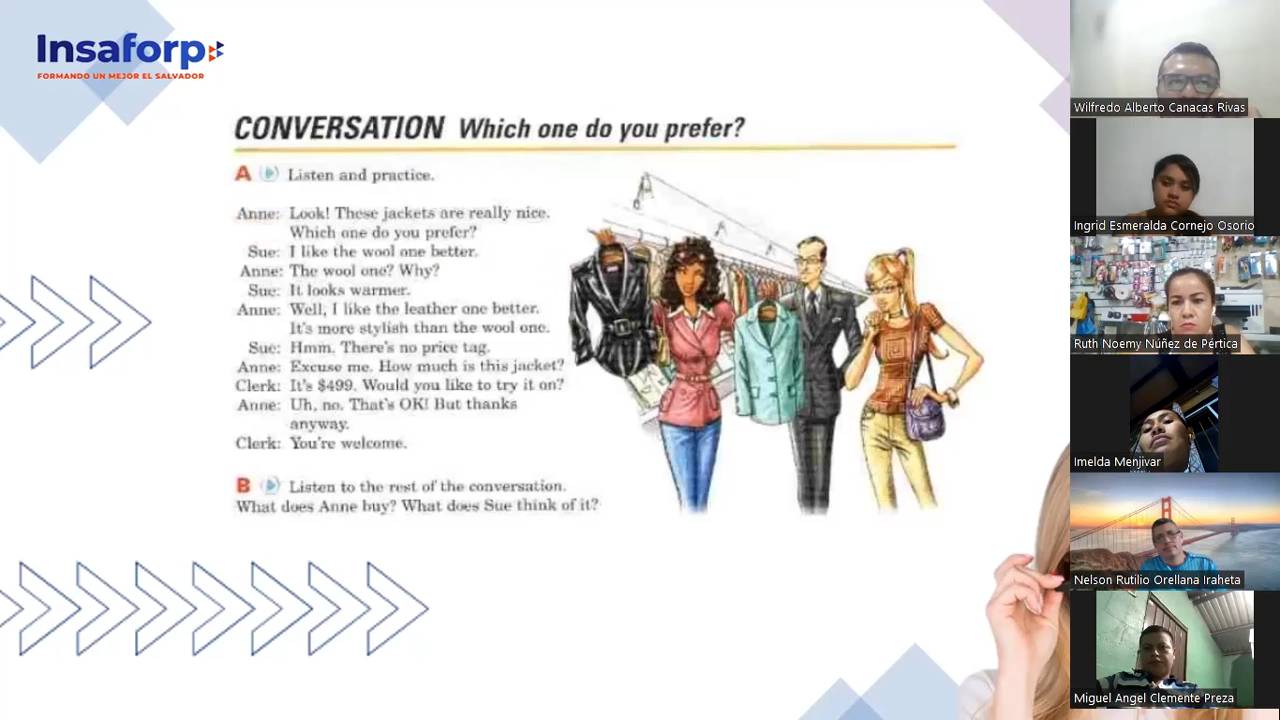 Insaforp
FORMANDO UN MEJOR EL SALVADOR
CONVERSATION Which one do you prefer?
A Listen and practice.
Anne: Look! These jackets are really nice.
Which one do you prefer?
Sue: I like the wool one better.
Anne: The wool one? Why?
Sue: It looks warmer.
Anne: Well, I like the leather one better.
It's more stylish than the wool one.
Sue: Hmm. There's no price tag.
Anne: Excuse me. How much is this jacket?
Clerk: It's $499. Would you like to try it on?
Anne: Uh, no. That's OK! But thanks
anyway.
Clerk: You're welcome.
B Listen to the rest of the conversation.
What does Anne buy? What does Sue think of it?
Wilfredo Alberto Canacas Rivas
Ingrid Esmeralda Cornejo Osorio
Ruth Noemy Núñez de Pértica
Imelda Menjivar
Nelson Rutilio Orellana Iraheta
Miguel Angel Clemente Preza